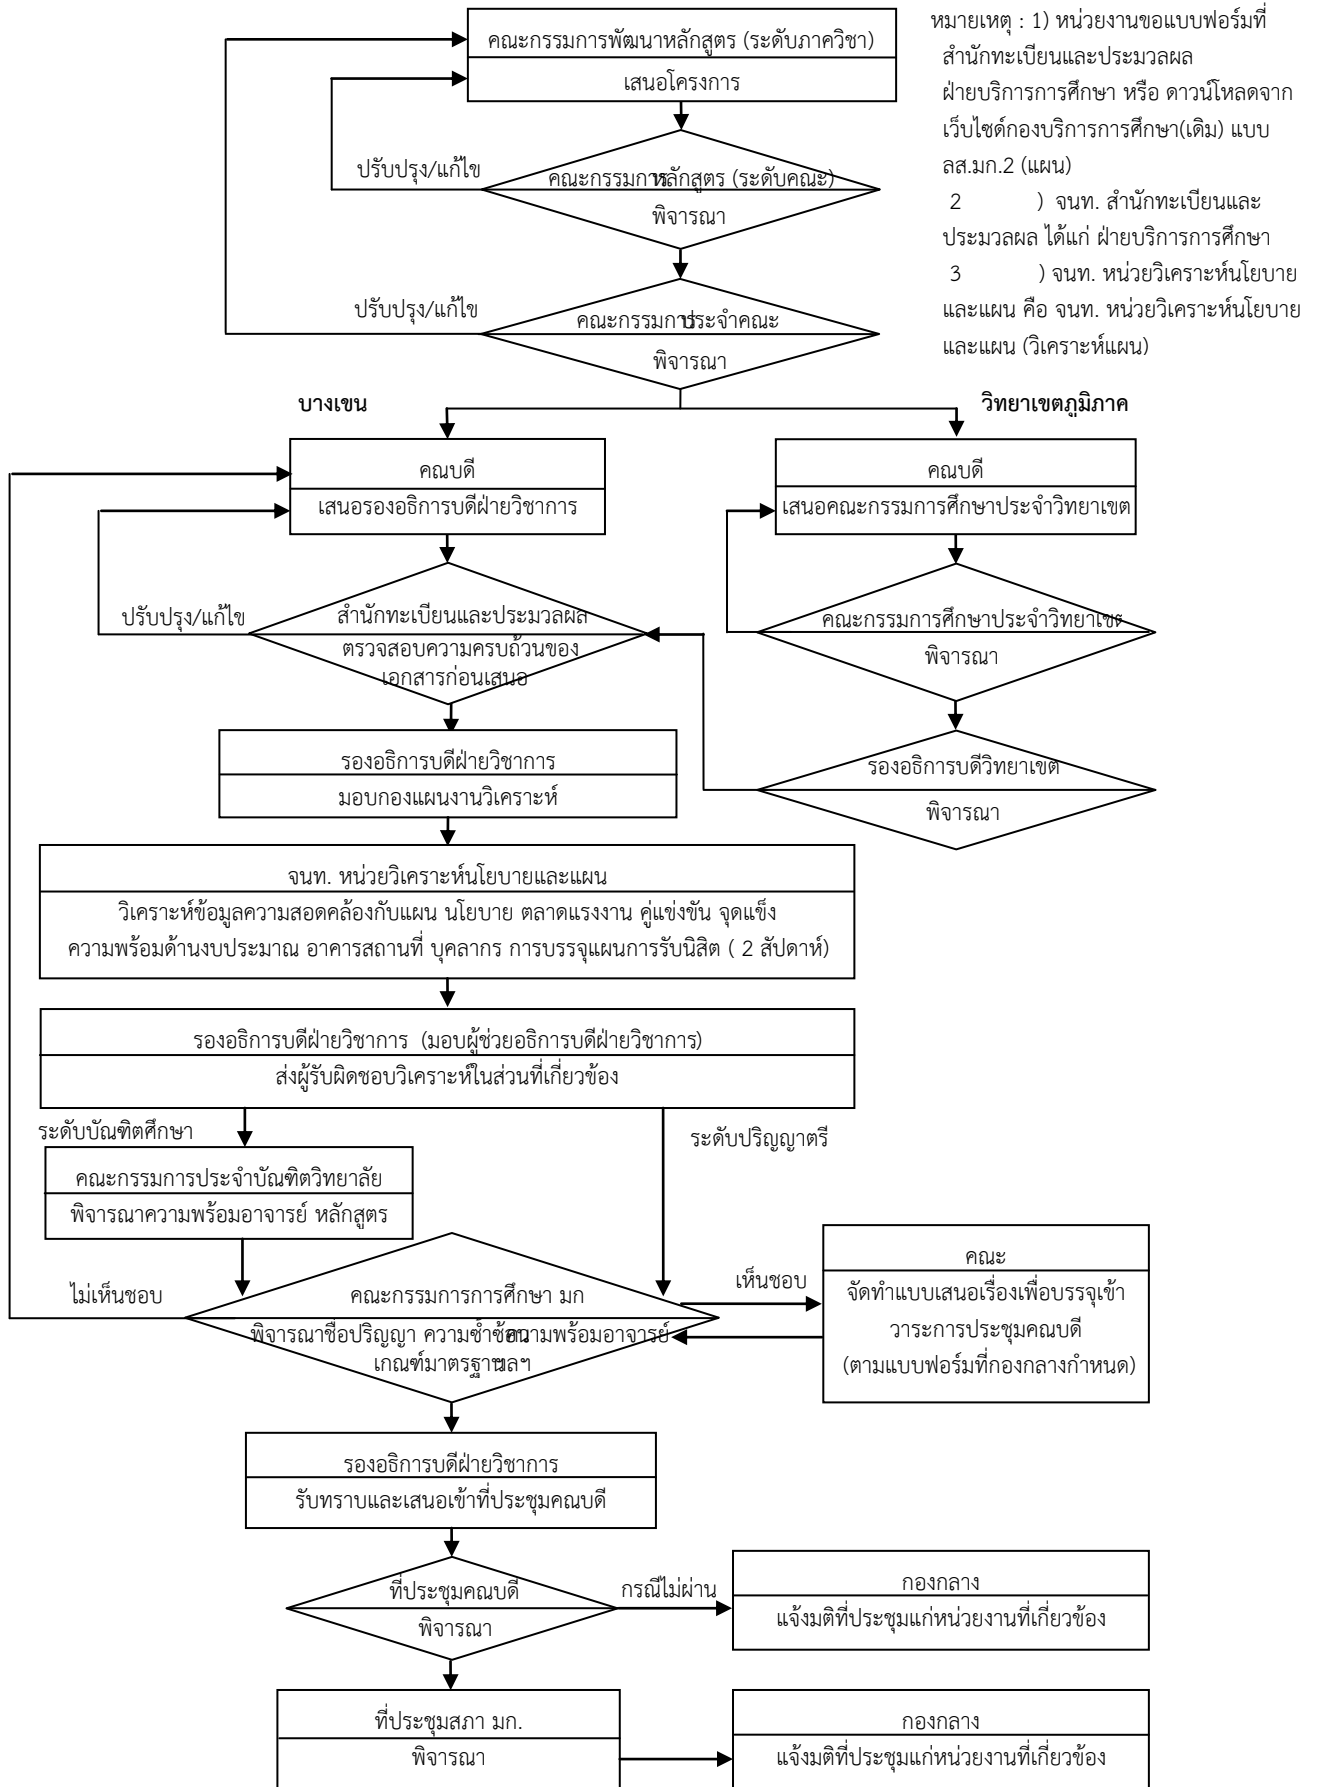 คณะกรรมการพัฒนาหลักสูตร (ระดับภาควิชา)
เสนอโครงการ
หมายเหตุ : 1) หน่วยงานขอแบบฟอร์มที่
สำนักทะเบียนและประมวลผล
ฝ่ายบริการการศึกษา หรือ ดาวน์โหลดจาก
เว็บไซด์กองบริการการศึกษา(เดิม) แบบ
ลส.มก.2 (แผน)
2 ) จนท. สำนักทะเบียนและ
ประมวลผล ได้แก่ ฝ่ายบริการการศึกษา
3 ) จนท. หน่วยวิเคราะห์นโยบาย
และแผน คือ จนท. หน่วยวิเคราะห์นโยบาย
และแผน (วิเคราะห์แผน)
ปรับปรุง/แก้ไข
คณะกรรมการหลักสูตร (ระดับคณะ)
พิจารณา
ปรับปรุง/แก้ไข
คณะกรรมการประจำคณะ
พิจารณา
บางเขน
วิทยาเขตภูมิภาค
คณบดี
เสนอรองอธิการบดีฝ่ายวิชาการ
คณบดี
เสนอคณะกรรมการศึกษาประจำวิทยาเขต
ปรับปรุง/แก้ไข
สำนักทะเบียนและประมวลผล
ตรวจสอบความครบถ้วนของ
เอกสารก่อนเสนอ
คณะกรรมการศึกษาประจำวิทยาเขต
พิจารณา
รองอธิการบดีฝ่ายวิชาการ
มอบกองแผนงานวิเคราะห์
รองอธิการบดีวิทยาเขต
พิจารณา
จนท. หน่วยวิเคราะห์นโยบายและแผน
วิเคราะห์ข้อมูลความสอดคล้องกับแผน นโยบาย ตลาดแรงงาน คู่แข่งขัน จุดแข็ง
ความพร้อมด้านงบประมาณ อาคารสถานที่ บุคลากร การบรรจุแผนการรับนิสิต ( 2 สัปดาห์)
รองอธิการบดีฝ่ายวิชาการ (มอบผู้ช่วยอธิการบดีฝ่ายวิชาการ)
ส่งผู้รับผิดชอบวิเคราะห์ในส่วนที่เกี่ยวข้อง
ระดับบัณฑิตศึกษา
ระดับปริญญาตรี
คณะกรรมการประจำบัณฑิตวิทยาลัย
พิจารณาความพร้อมอาจารย์ หลักสูตร
ไม่เห็นชอบ
คณะกรรมการการศึกษา มก
พิจารณาชื่อปริญญา ความซ้ำซ้อน ความพร้อมอาจารย์
เกณฑ์มาตรฐานฯลฯ
เห็นชอบ
คณะ
จัดทำแบบเสนอเรื่องเพื่อบรรจุเข้า
วาระการประชุมคณบดี
(ตามแบบฟอร์มที่กองกลางกำหนด)
รองอธิการบดีฝ่ายวิชาการ
รับทราบและเสนอเข้าที่ประชุมคณบดี
ที่ประชุมคณบดี
พิจารณา
กรณีไม่ผ่าน
กองกลาง
แจ้งมติที่ประชุมแก่หน่วยงานที่เกี่ยวข้อง
ที่ประชุมสภา มก.
พิจารณา
กองกลาง
แจ้งมติที่ประชุมแก่หน่วยงานที่เกี่ยวข้อง